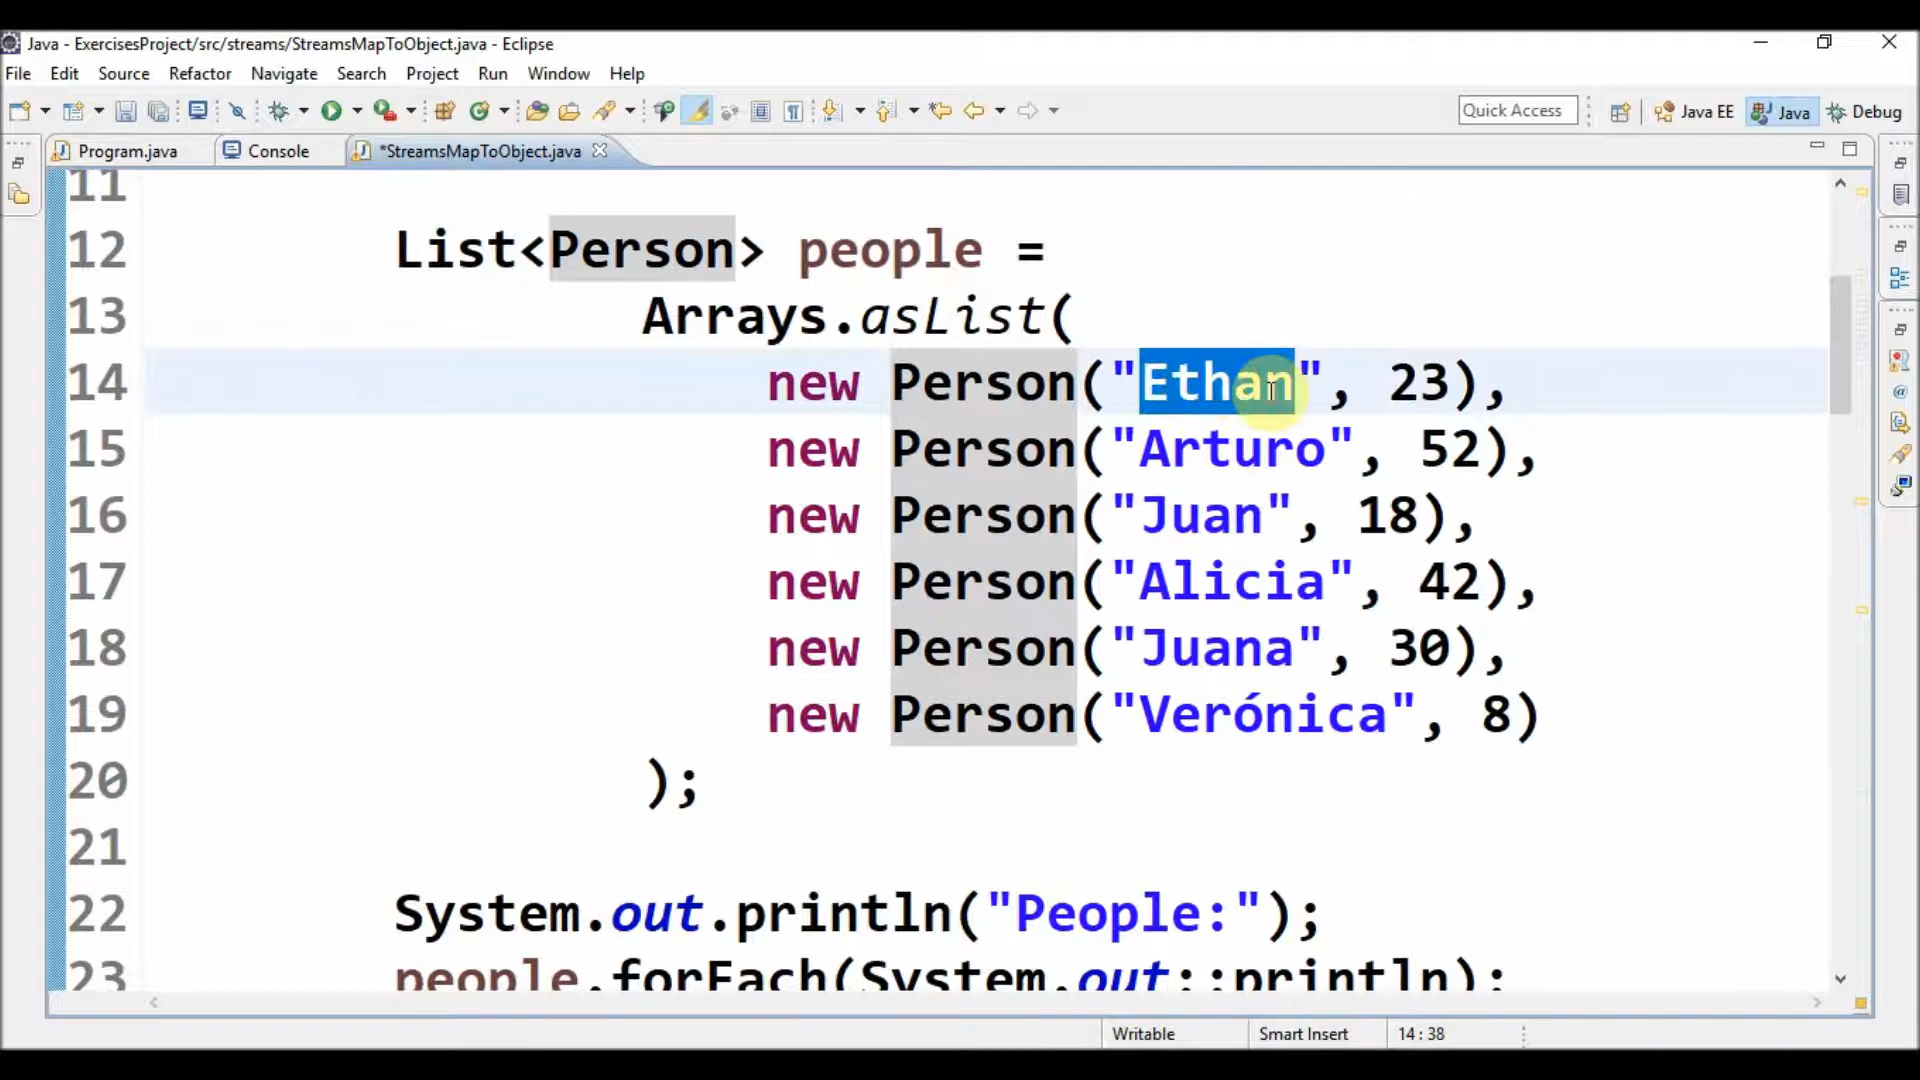 Java - ExercisesProject/src/streams/StreamsMapToObject.java - Eclipse
File Edit Source Refactor Navigate Search Project Run Window Help
Quick Access Java EE Java Debug
Program.java Console *StreamsMapToObject.java
11
12 List<Person> people =
13 Arrays.asList(
14 new Person("Ethan", 23),
15 new Person("Arturo", 52),
16 new Person("Juan", 18),
17 new Person("Alicia", 42),
18 new Person("Juana", 30),
19 new Person("Verónica", 8)
20 );
21
22 System.out.println("People:");
23 people.forEach(System.out::println);
Writable Smart Insert 14 : 38